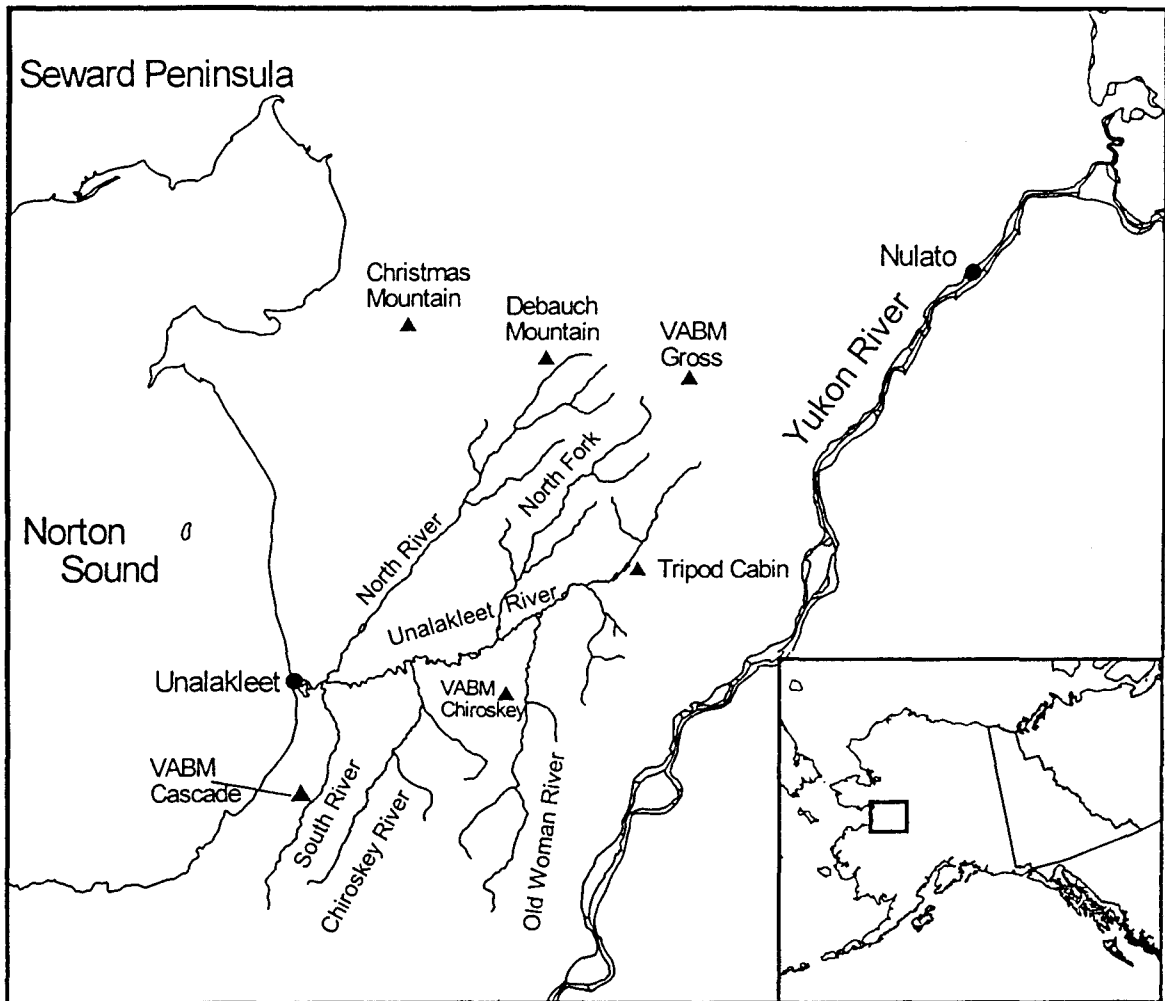 Seward Peninsula
Nulato
Christmas
Mountain
Debauch
Mountain
VABM
Gross
Yukon River
North Fork
North River
Norton
Sound
Tripod Cabin
Unalakleet River
Unalakleet
VABM
Chiroskey
VABM
Cascade
South River
Chiroskey River
Old Woman River